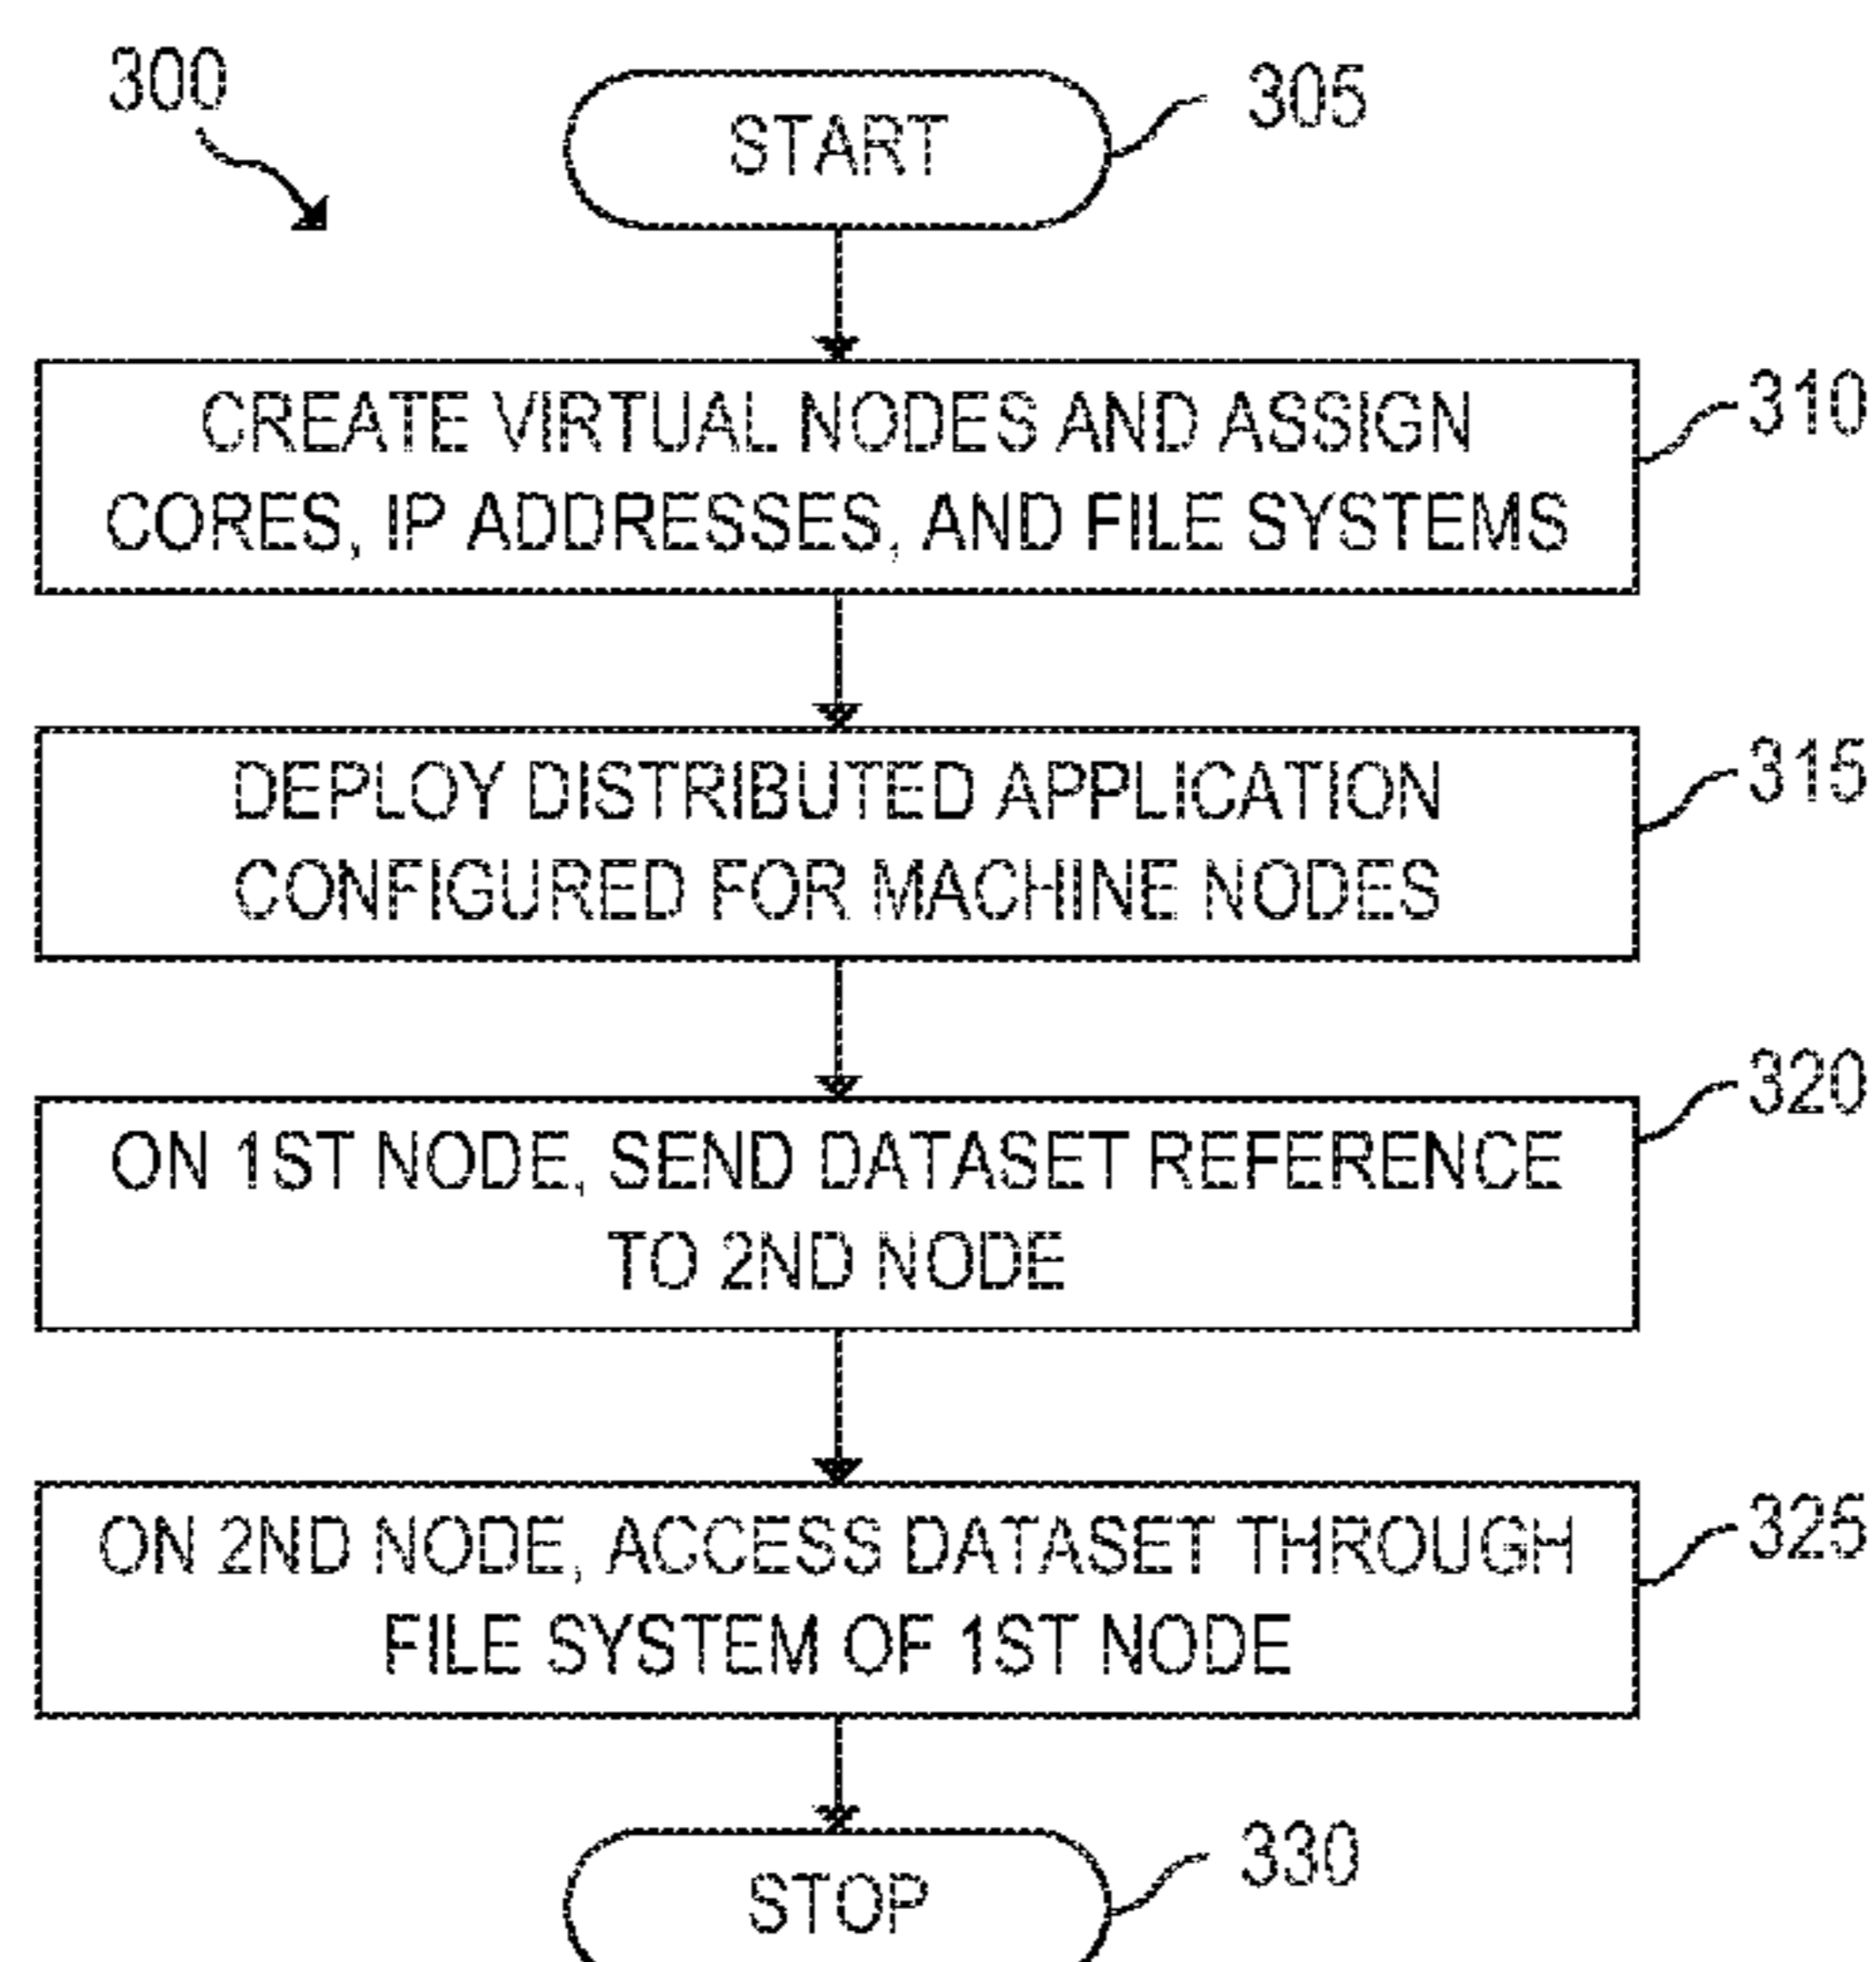 300
START
305
CREATE VIRTUAL NODES AND ASSIGN
CORES, IP ADDRESSES, AND FILE SYSTEMS
310
DEPLOY DISTRIBUTED APPLICATION
CONFIGURED FOR MACHINE NODES
315
ON 1ST NODE, SEND DATASET REFERENCE
TO 2ND NODE
320
ON 2ND NODE, ACCESS DATASET THROUGH
FILE SYSTEM OF 1ST NODE
325
STOP
330